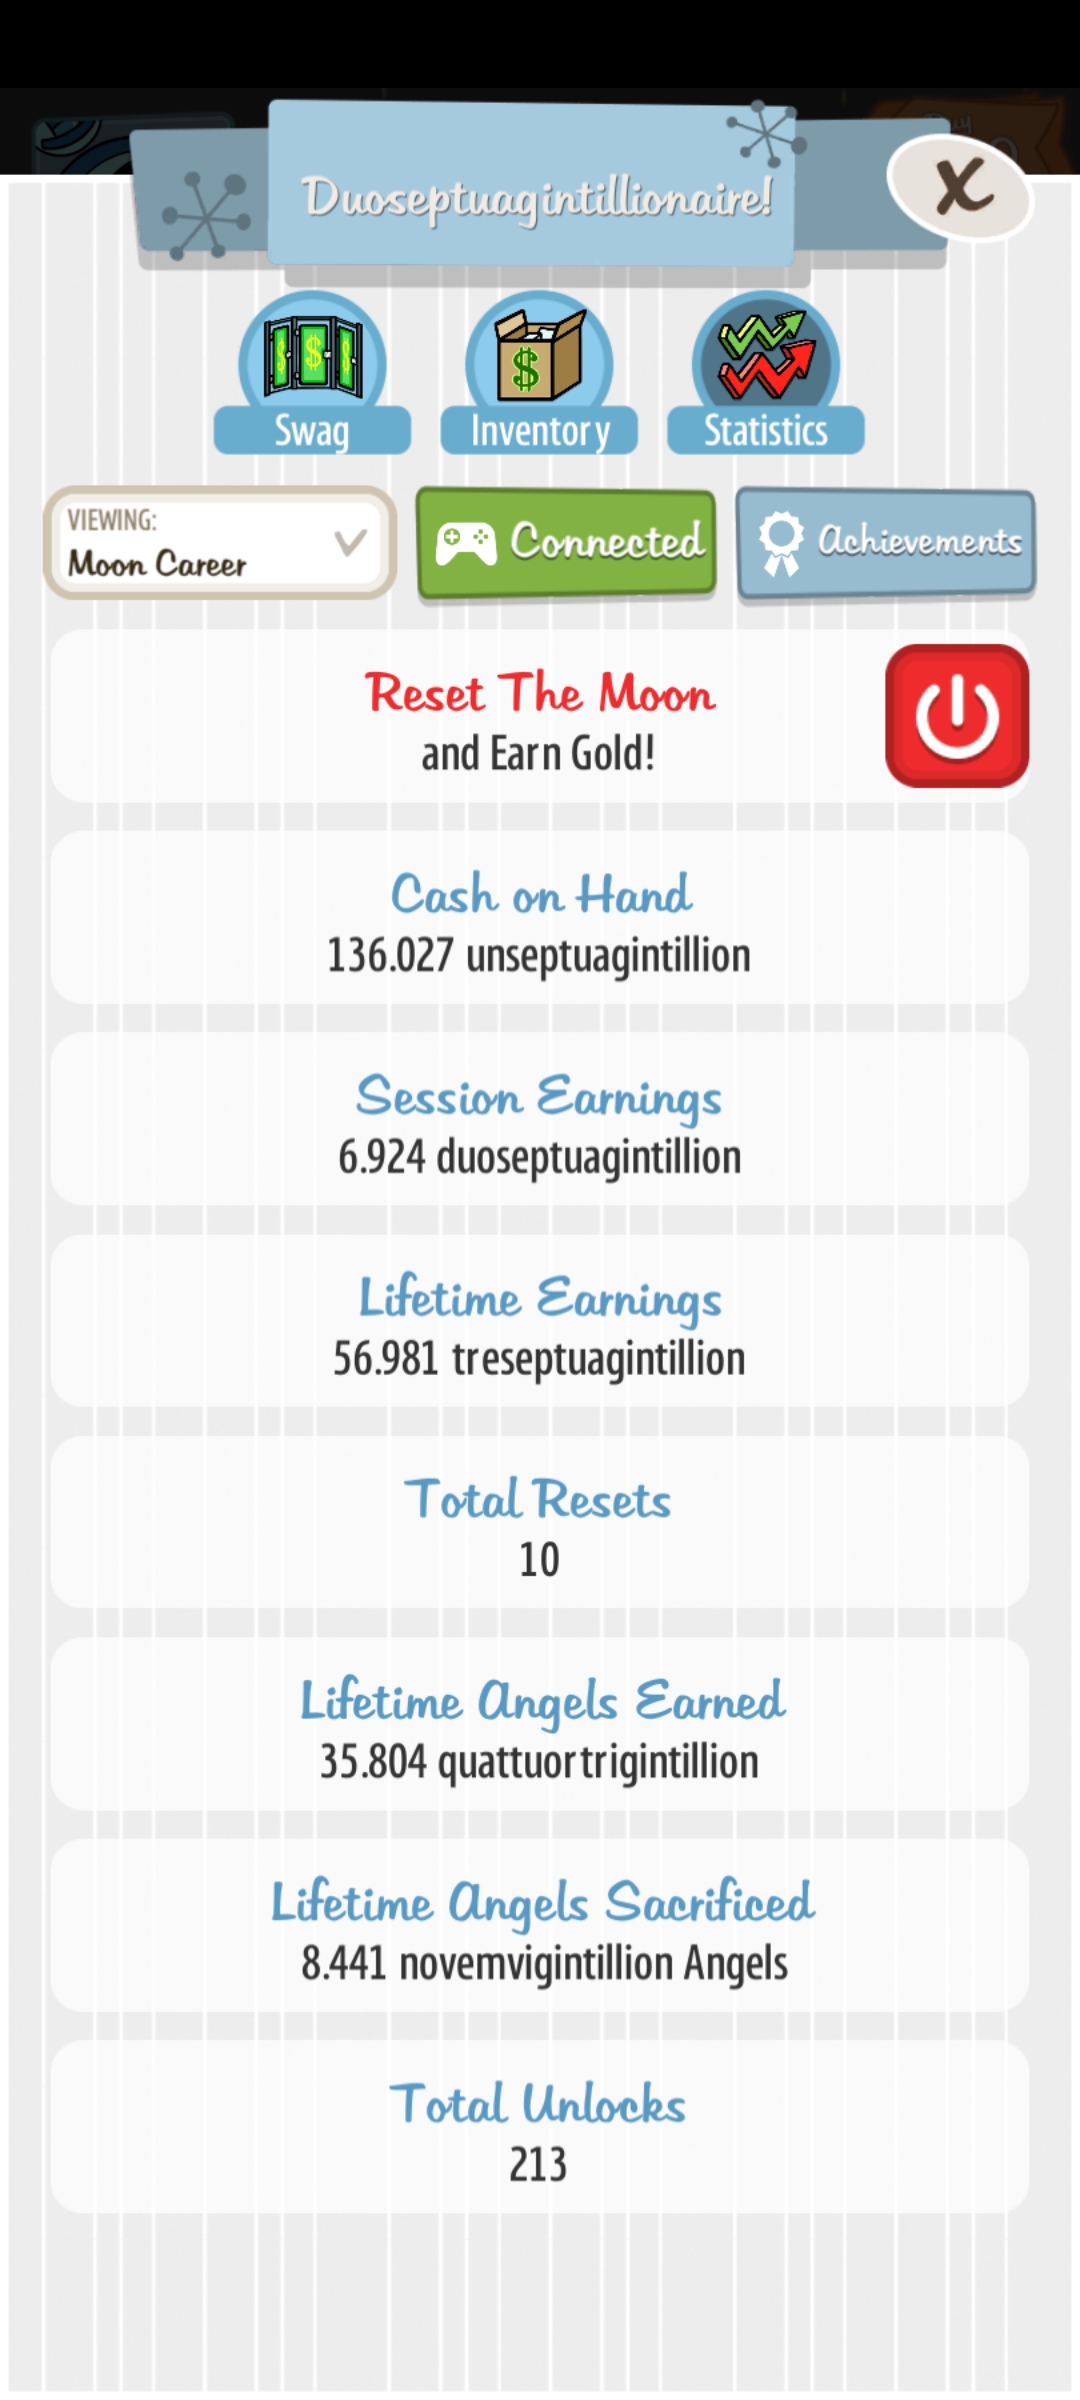 Duoseptuagintillionaire!
Swag
Inventory
Statistics
VIEWING:
Moon Career
Connected
Achievements
Reset The Moon
and Earn Gold!
Cash on Hand
136.027 unseptuagintillion
Session Earnings
6.924 duoseptuagintillion
Lifetime Earnings
56.981 treseptuagintillion
Total Resets
10
Lifetime Angels Earned
35.804 quattuortrigintillion
Lifetime Angels Sacrificed
8.441 novemvigintillion Angels
Total Unlocks
213